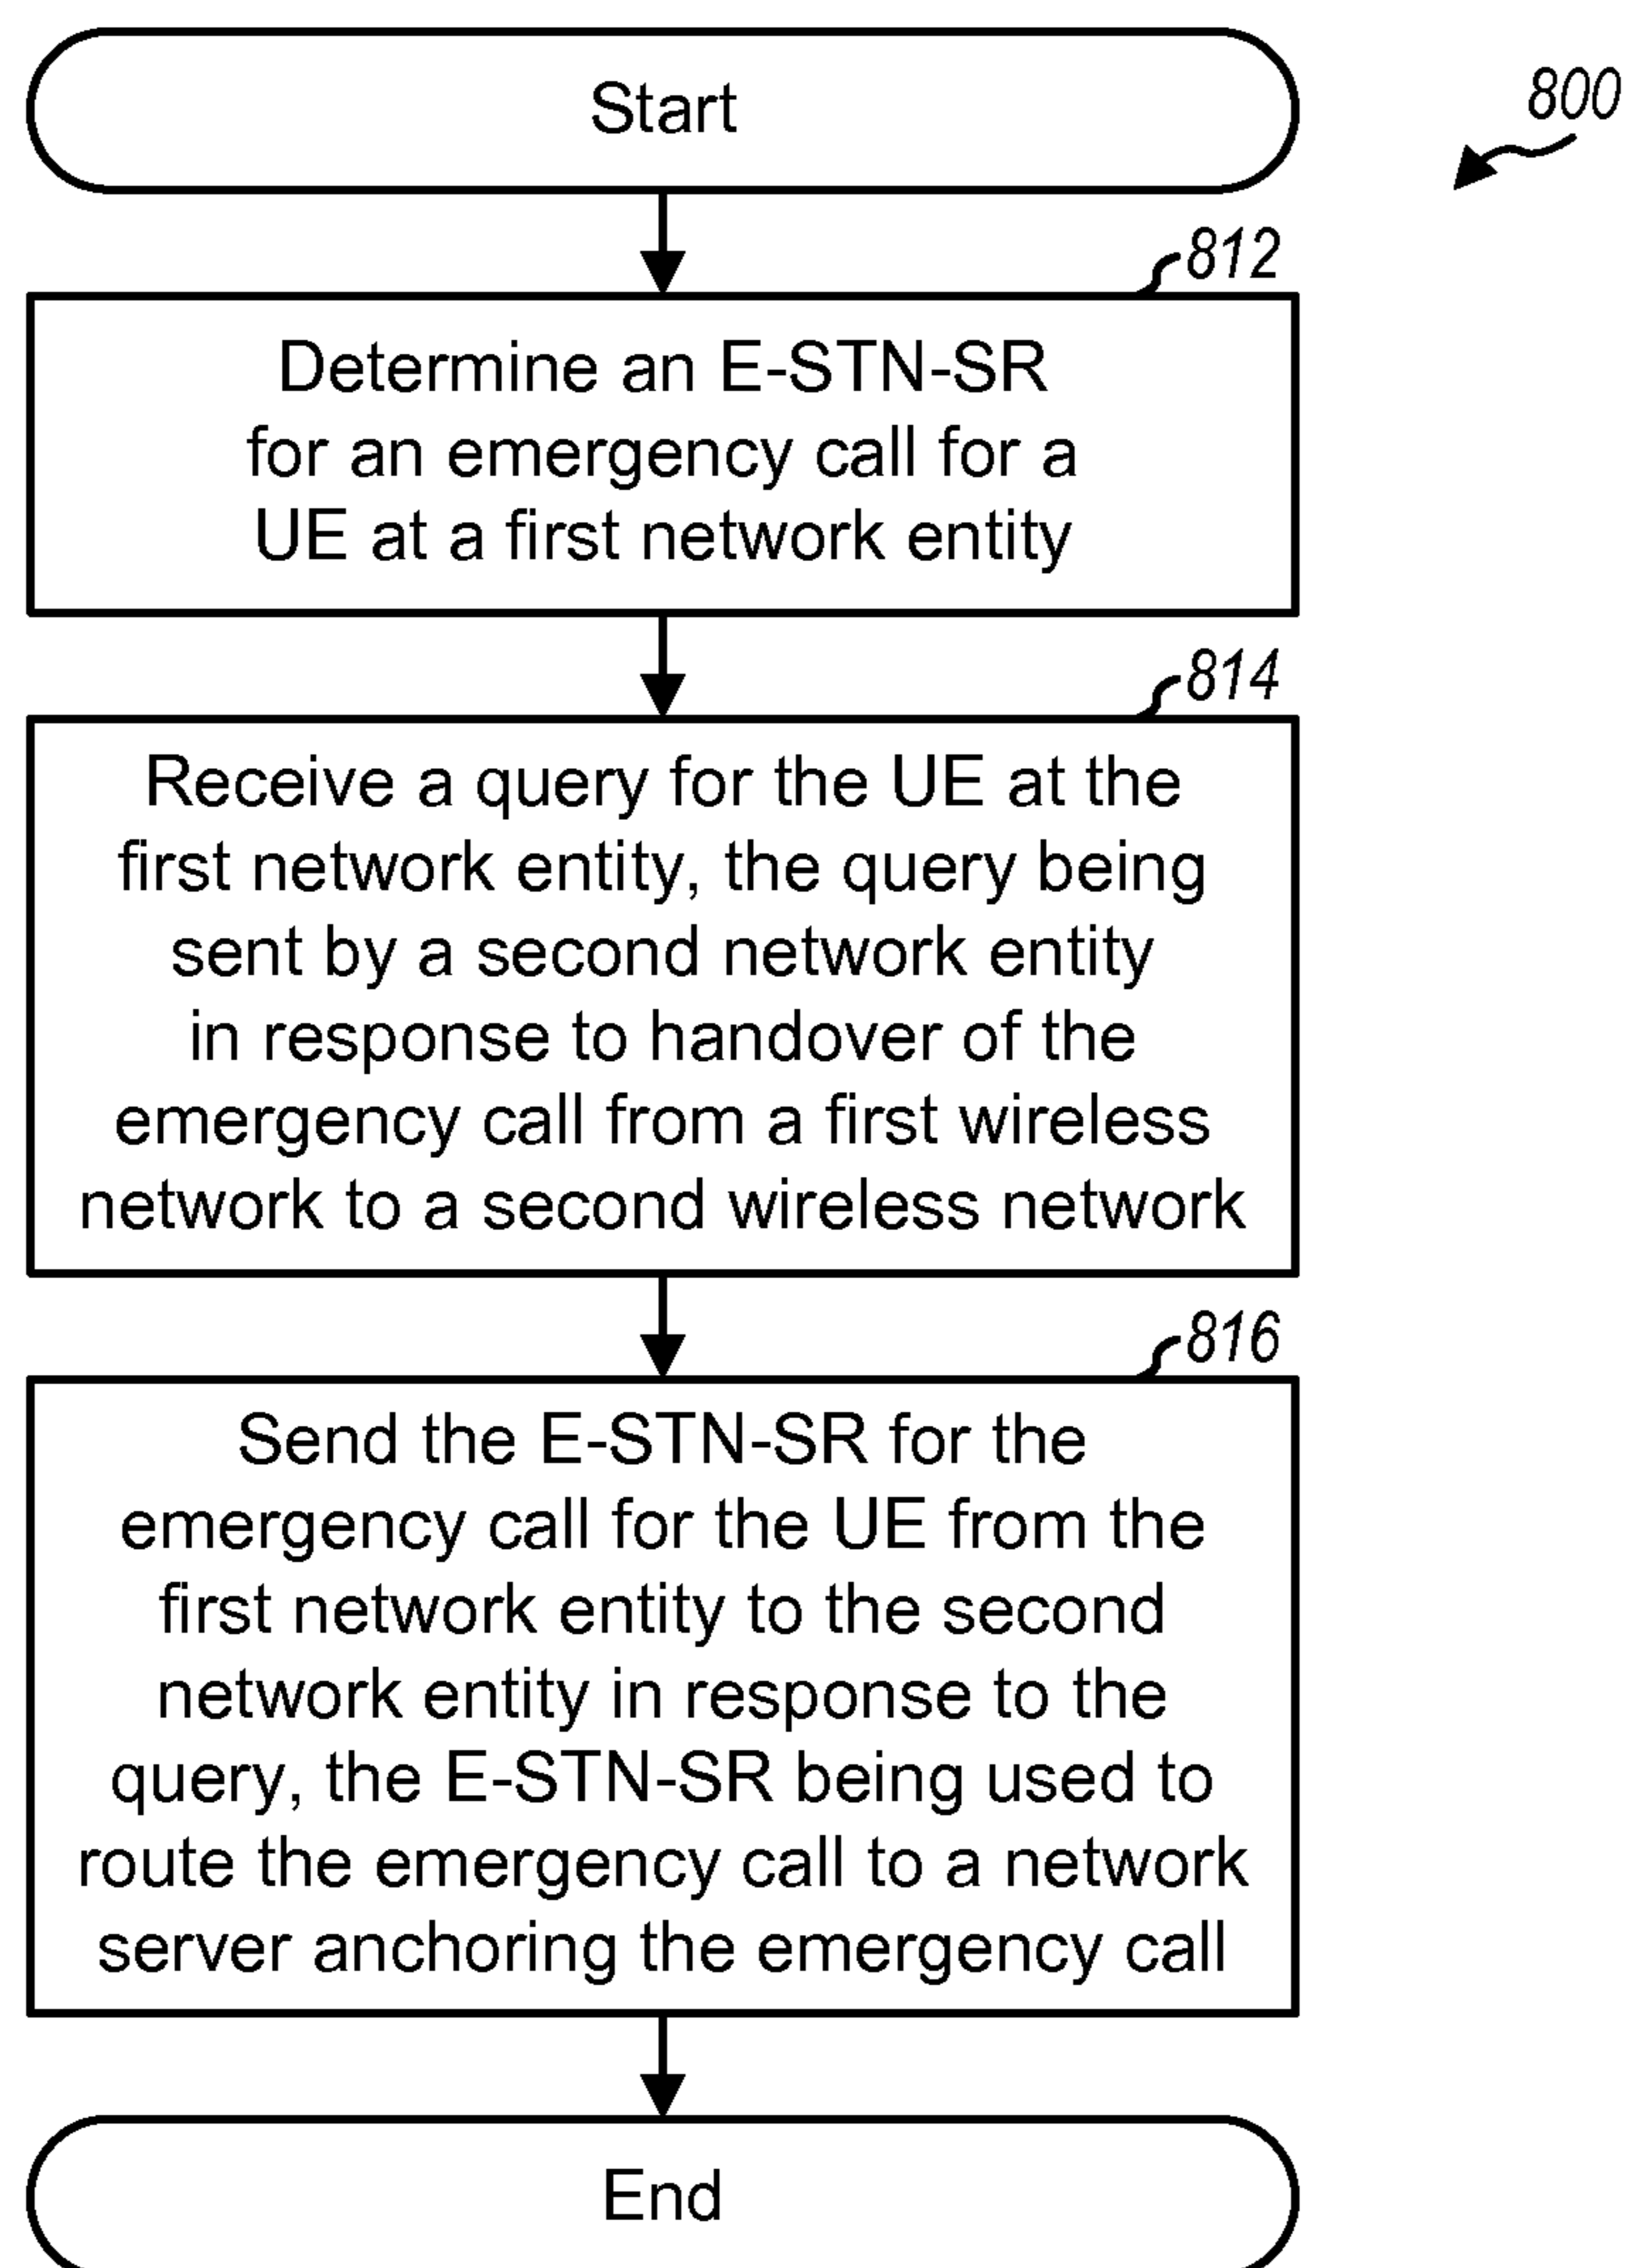 Start
800
812
Determine an E-STN-SR
for an emergency call for a
UE at a first network entity
814
Receive a query for the UE at the
first network entity, the query being
sent by a second network entity
in response to handover of the
emergency call from a first wireless
network to a second wireless network
816
Send the E-STN-SR for the
emergency call for the UE from the
first network entity to the second
network entity in response to the
query, the E-STN-SR being used to
route the emergency call to a network
server anchoring the emergency call
End